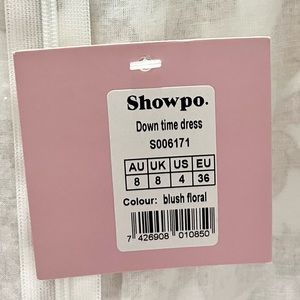 Showpo.
Down time dress
S006171
AU UK US EU
8 8 4 36
Colour: blush floral
7 426908 010850